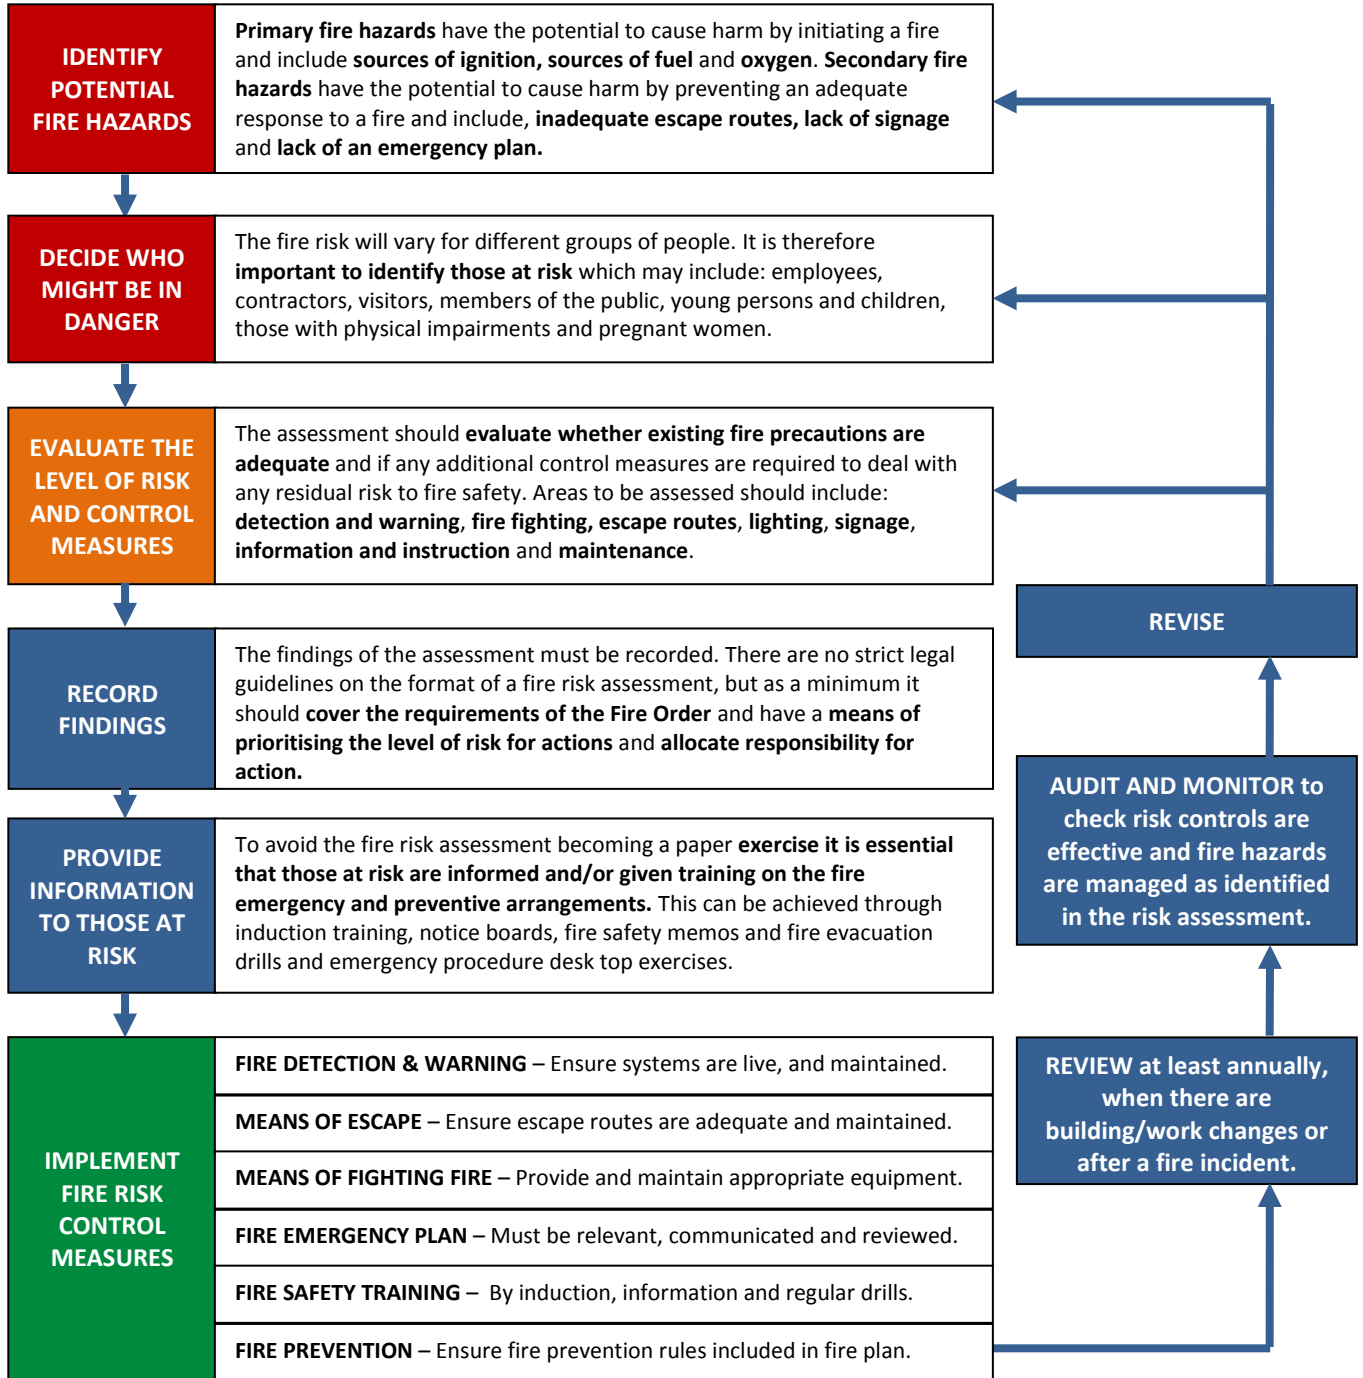 IDENTIFY
POTENTIAL
FIRE HAZARDS
Primary fire hazards have the potential to cause harm by initiating a fire
and include sources of ignition, sources of fuel and oxygen. Secondary fire
hazards have the potential to cause harm by preventing an adequate
response to a fire and include, inadequate escape routes, lack of signage
and lack of an emergency plan.
DECIDE WHO
MIGHT BE IN
DANGER
The fire risk will vary for different groups of people. It is therefore
important to identify those at risk which may include: employees,
contractors, visitors, members of the public, young persons and children,
those with physical impairments and pregnant women.
EVALUATE THE
LEVEL OF RISK
AND CONTROL
MEASURES
The assessment should evaluate whether existing fire precautions are
adequate and if any additional control measures are required to deal with
any residual risk to fire safety. Areas to be assessed should include:
detection and warning, fire fighting, escape routes, lighting, signage,
information and instruction and maintenance.
RECORD
FINDINGS
The findings of the assessment must be recorded. There are no strict legal
guidelines on the format of a fire risk assessment, but as a minimum it
should cover the requirements of the Fire Order and have a means of
prioritising the level of risk for actions and allocate responsibility for
action.
PROVIDE
INFORMATION
TO THOSE AT
RISK
To avoid the fire risk assessment becoming a paper exercise it is essential
that those at risk are informed and/or given training on the fire
emergency and preventive arrangements. This can be achieved through
induction training, notice boards, fire safety memos and fire evacuation
drills and emergency procedure desk top exercises.
IMPLEMENT
FIRE RISK
CONTROL
MEASURES
FIRE DETECTION & WARNING – Ensure systems are live, and maintained.
MEANS OF ESCAPE – Ensure escape routes are adequate and maintained.
MEANS OF FIGHTING FIRE – Provide and maintain appropriate equipment.
FIRE EMERGENCY PLAN – Must be relevant, communicated and reviewed.
FIRE SAFETY TRAINING – By induction, information and regular drills.
FIRE PREVENTION – Ensure fire prevention rules included in fire plan.
REVIEW at least annually,
when there are
building/work changes or
after a fire incident.
AUDIT AND MONITOR to
check risk controls are
effective and fire hazards
are managed as identified
in the risk assessment.
REVISE